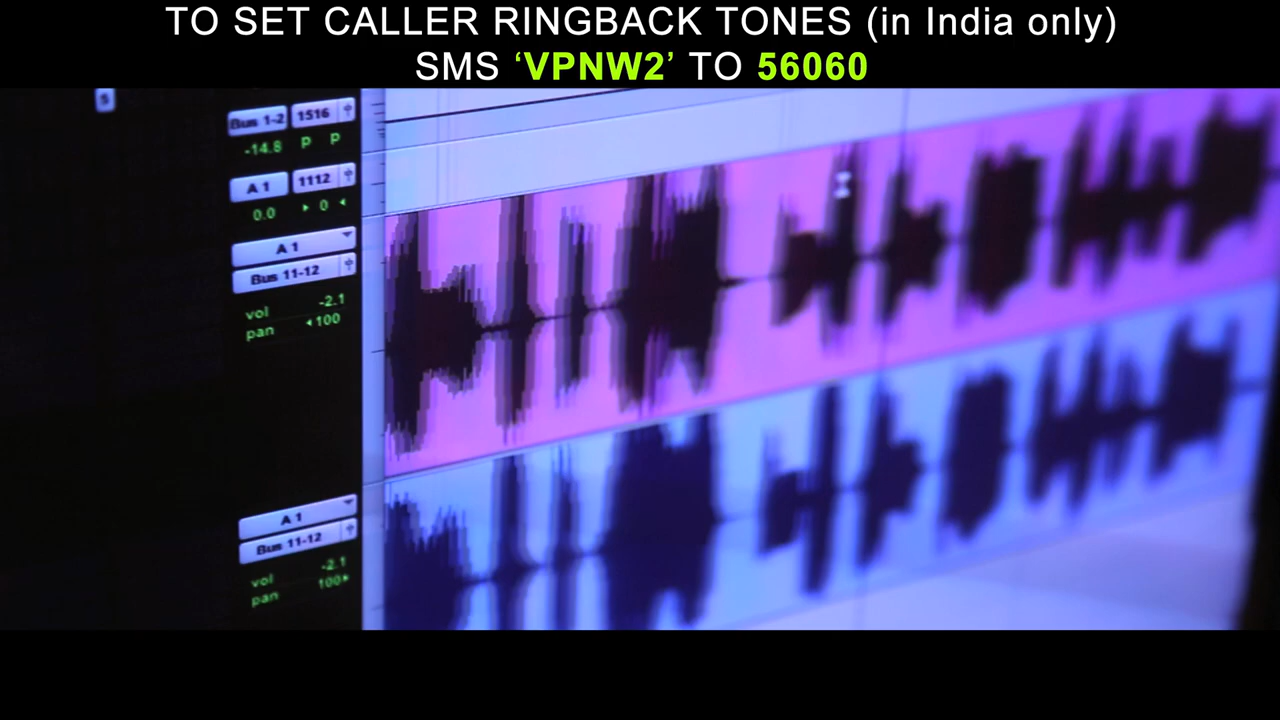 TO SET CALLER RINGBACK TONES (in India only)
SMS ‘VPNW2’ TO 56060
S
Bus 1-2 1516
-14.8 P P
A 1 1112
0.0 ▸ 0 ◂
A 1
Bus 11-12
vol -2.1
pan ◂100
A 1
Bus 11-12
vol -2.1
pan 100▸